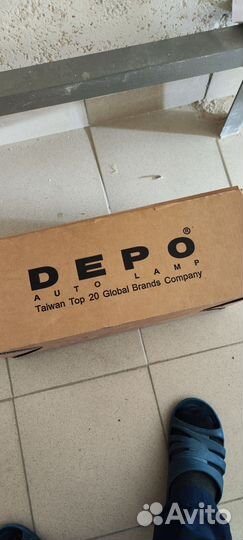 DEPO®
AUTO LAMP
Taiwan Top 20 Global Brands Company
Avito